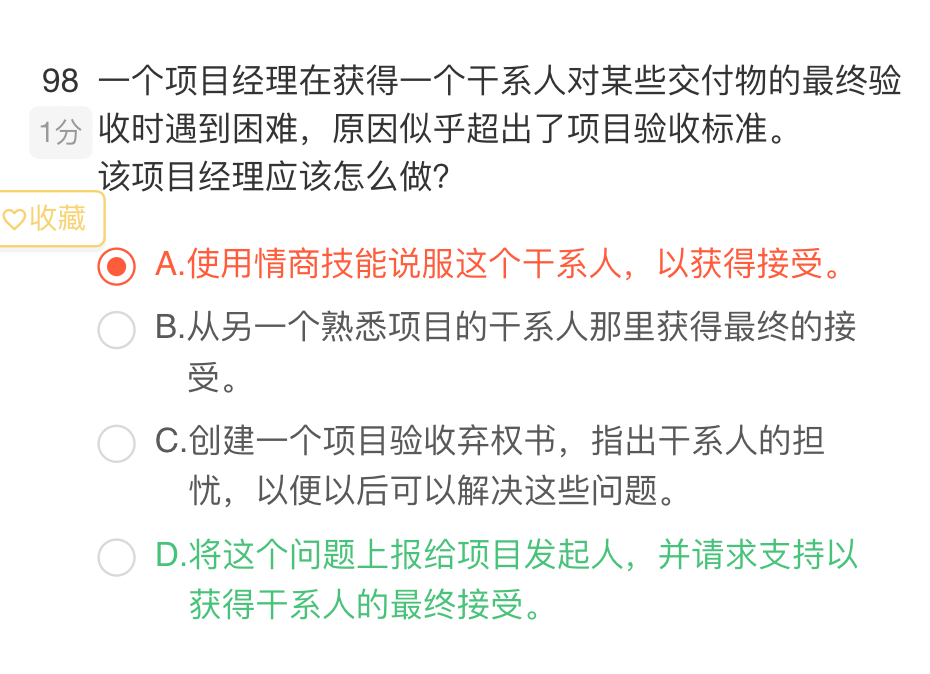 98 一个项目经理在获得一个干系人对某些交付物的最终验
1分 收时遇到困难，原因似乎超出了项目验收标准。
该项目经理应该怎么做？
♡收藏
A.使用情商技能说服这个干系人，以获得接受。
B.从另一个熟悉项目的干系人那里获得最终的接
受。
C.创建一个项目验收弃权书，指出干系人的担
忧，以便以后可以解决这些问题。
D.将这个问题上报给项目发起人，并请求支持以
获得干系人的最终接受。